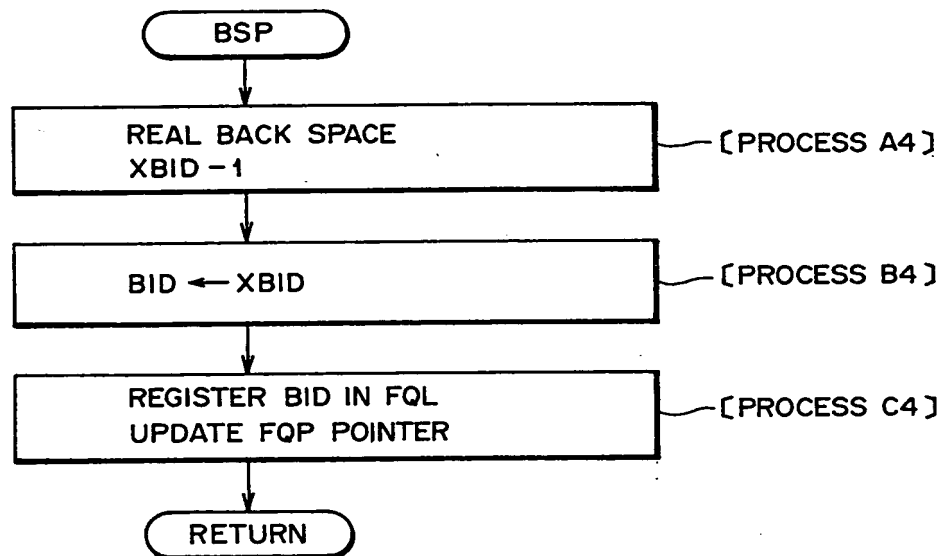 BSP
REAL BACK SPACE
XBID-1
[PROCESS A4]
BID ← XBID
[PROCESS B4]
REGISTER BID IN FQL
UPDATE FQP POINTER
[PROCESS C4]
RETURN